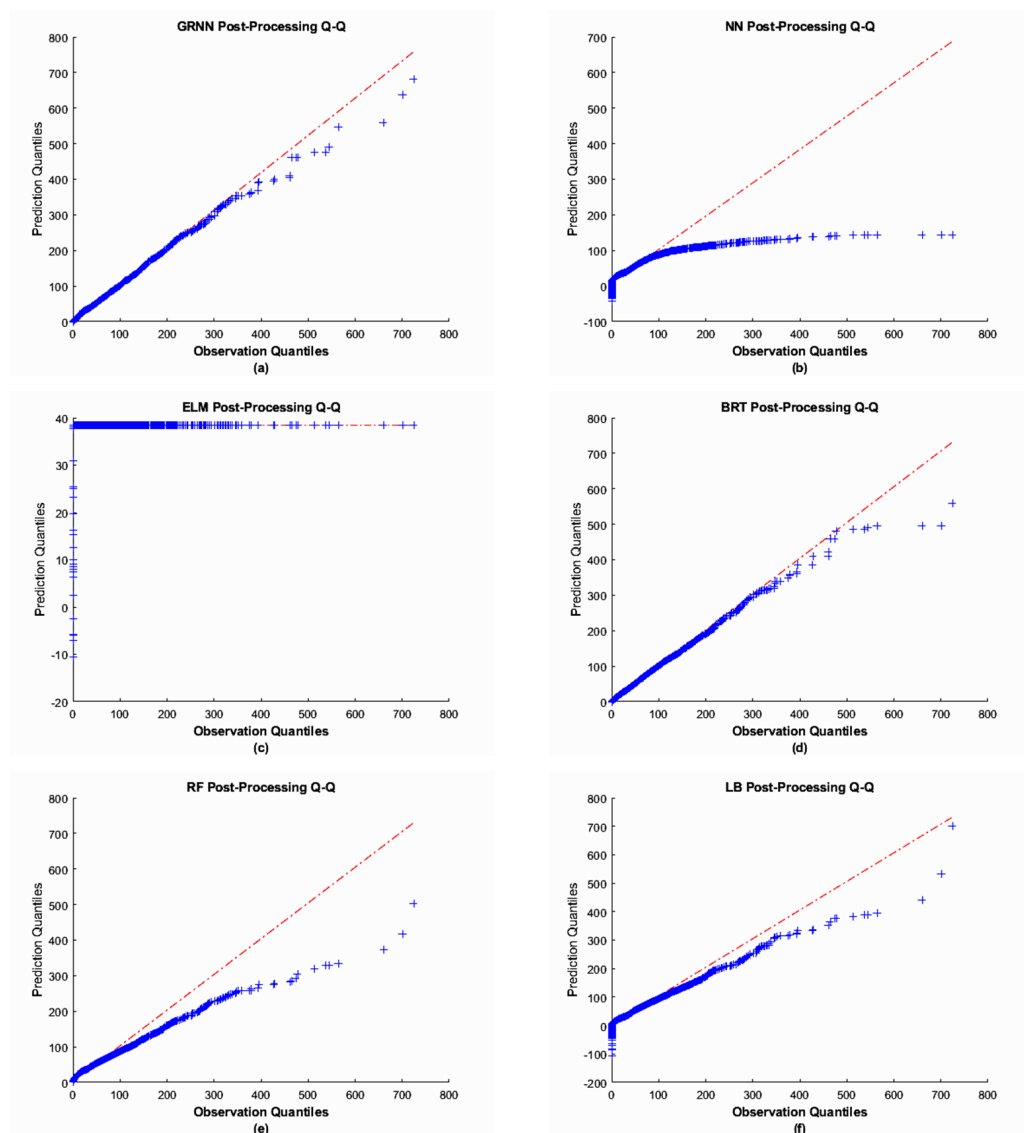 GRNN Post-Processing Q-Q
800
700
600
500
400
300
200
100
0
Prediction Quantiles
0 100 200 300 400 500 600 700 800
Observation Quantiles
(a)
NN Post-Processing Q-Q
700
600
500
400
300
200
100
0
-100
Prediction Quantiles
0 100 200 300 400 500 600 700 800
Observation Quantiles
(b)
ELM Post-Processing Q-Q
40
30
20
10
0
-10
-20
Prediction Quantiles
0 100 200 300 400 500 600 700 800
Observation Quantiles
(c)
BRT Post-Processing Q-Q
800
700
600
500
400
300
200
100
0
Prediction Quantiles
0 100 200 300 400 500 600 700 800
Observation Quantiles
(d)
RF Post-Processing Q-Q
800
700
600
500
400
300
200
100
0
Prediction Quantiles
0 100 200 300 400 500 600 700 800
Observation Quantiles
(e)
LB Post-Processing Q-Q
800
700
600
500
400
300
200
100
0
-100
-200
Prediction Quantiles
0 100 200 300 400 500 600 700 800
Observation Quantiles
(f)